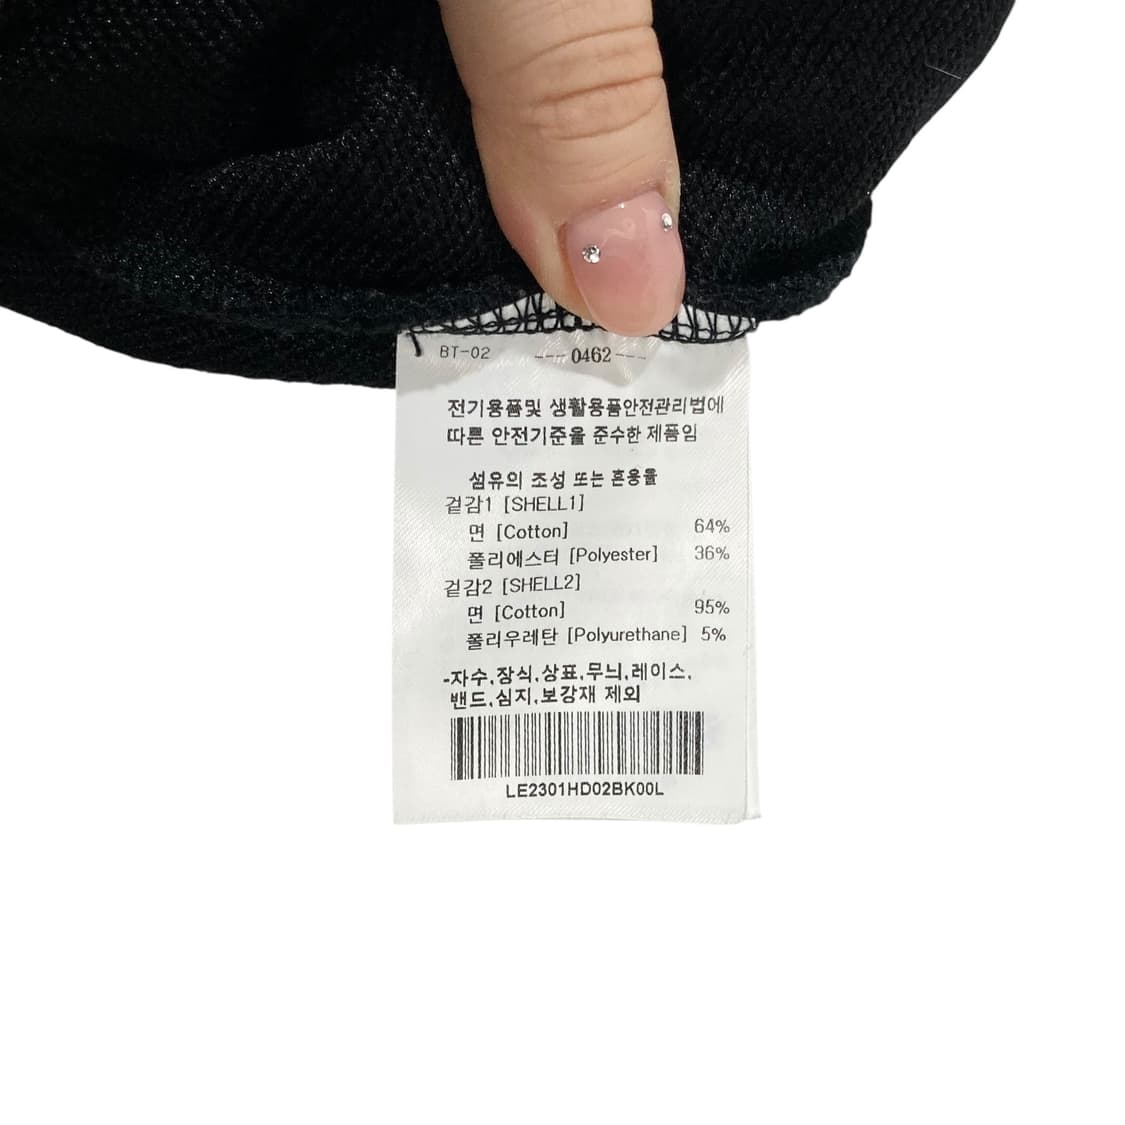 BT-02 ---0462---
전기용품및 생활용품안전관리법에
따른 안전기준을 준수한 제품임
섬유의 조성 또는 혼용율
겉감1 [SHELL1]
면 [Cotton] 64%
폴리에스터 [Polyester] 36%
겉감2 [SHELL2]
면 [Cotton] 95%
폴리우레탄 [Polyurethane] 5%
-자수,장식,상표,무늬,레이스,
밴드,심지,보강재 제외
LE2301HD02BK00L